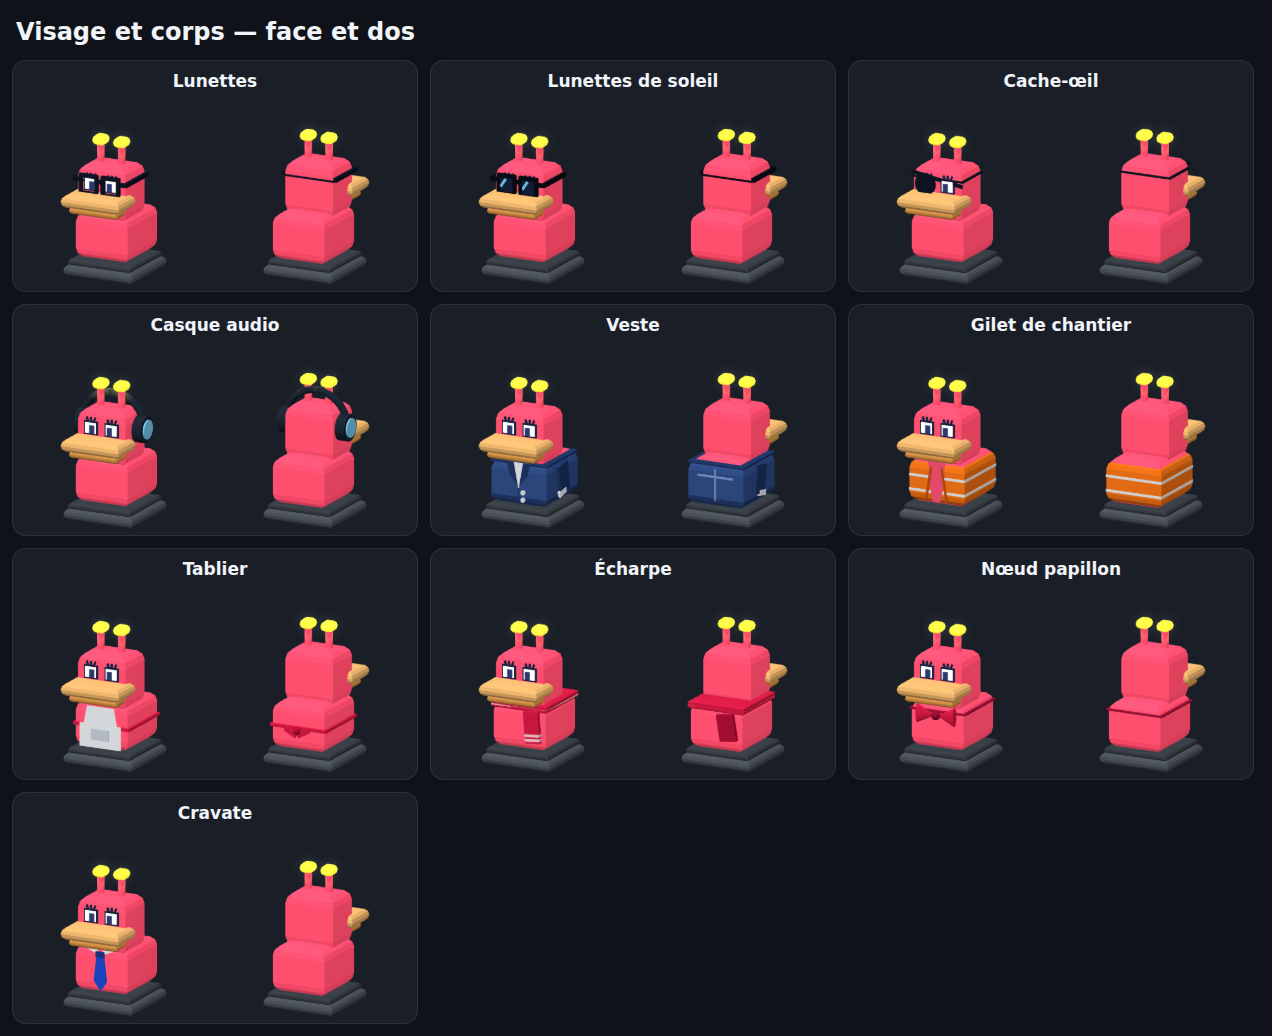 Visage et corps — face et dos
Lunettes
Lunettes de soleil
Cache-œil
Casque audio
Veste
Gilet de chantier
Tablier
Écharpe
Nœud papillon
Cravate